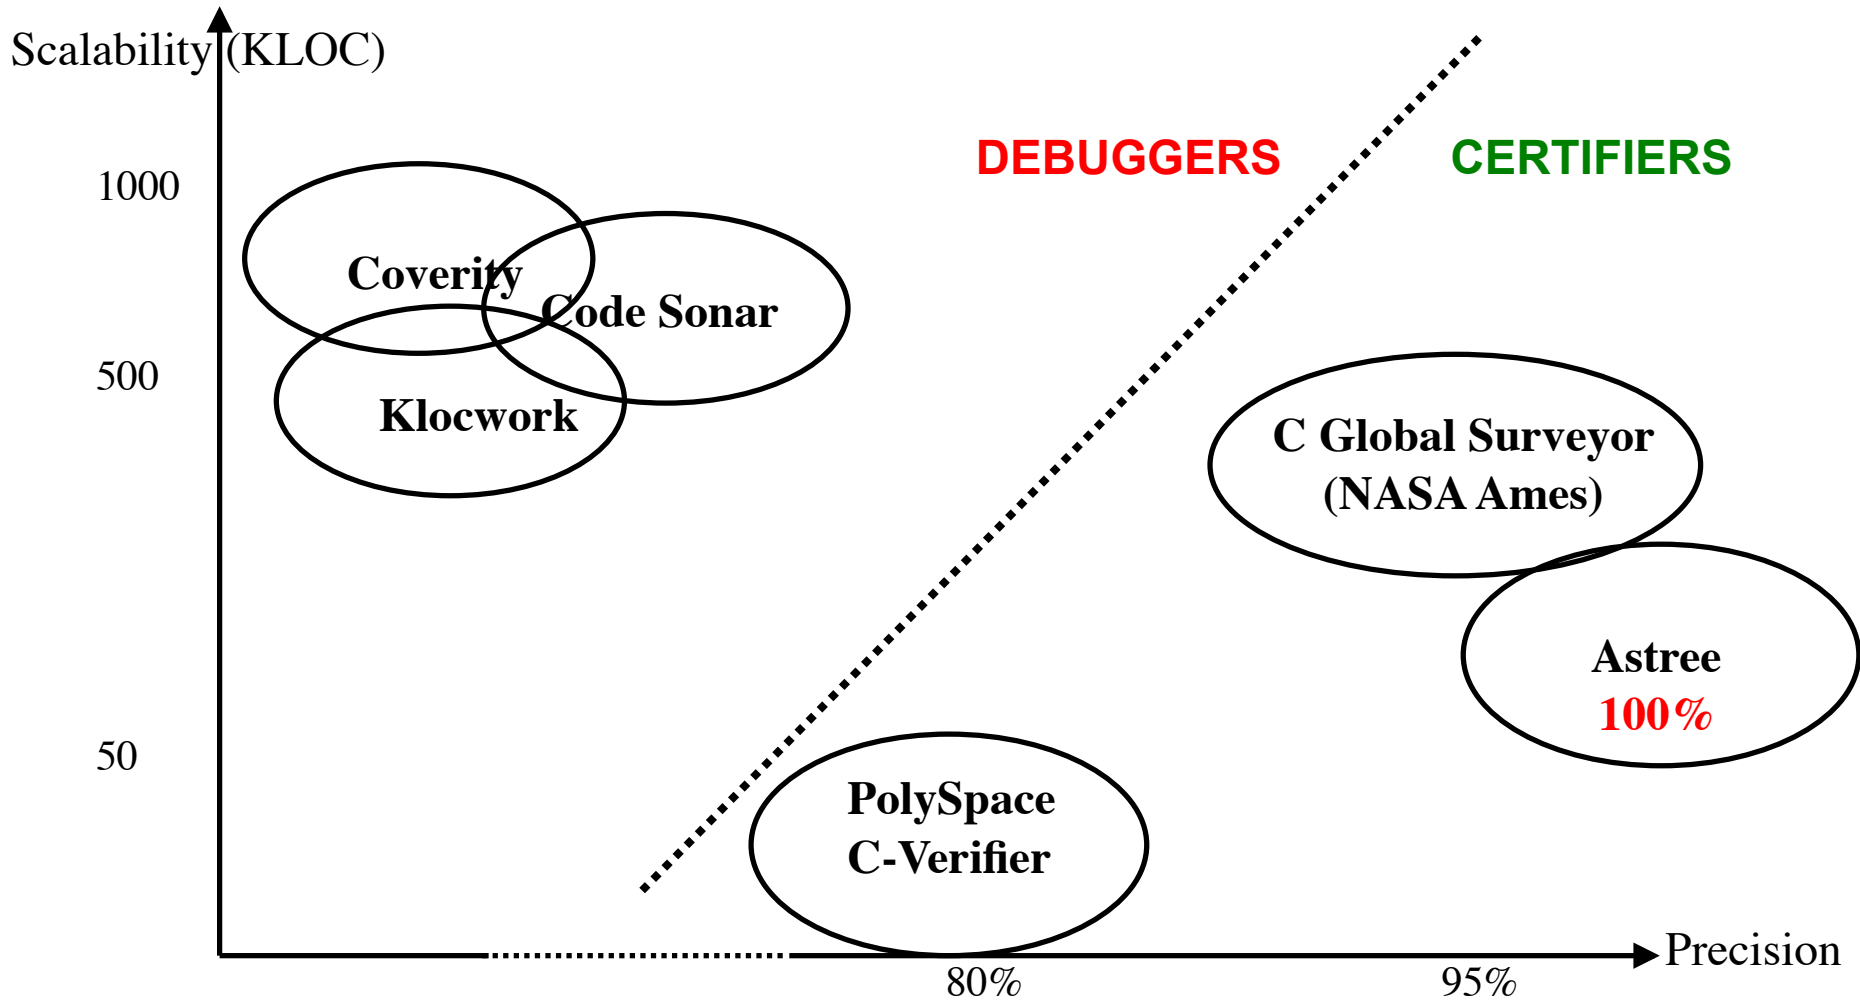 Scalability (KLOC)
DEBUGGERS
CERTIFIERS
1000
Coverity
Code Sonar
500
Klocwork
C Global Surveyor
(NASA Ames)
Astree
100%
50
PolySpace
C-Verifier
Precision
80%
95%